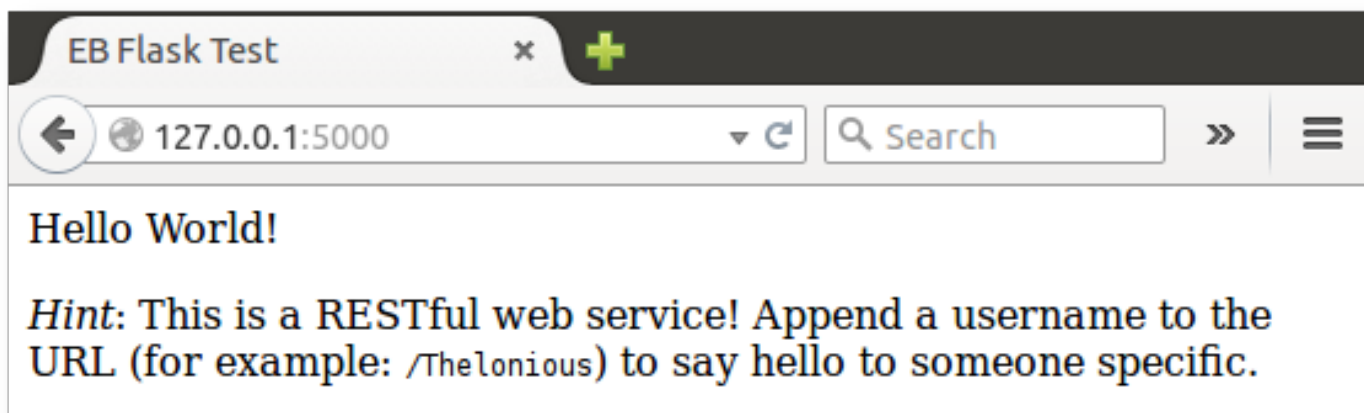 EB Flask Test
127.0.0.1:5000
Search
Hello World!
Hint: This is a RESTful web service! Append a username to the
URL (for example: /Thelonious) to say hello to someone specific.